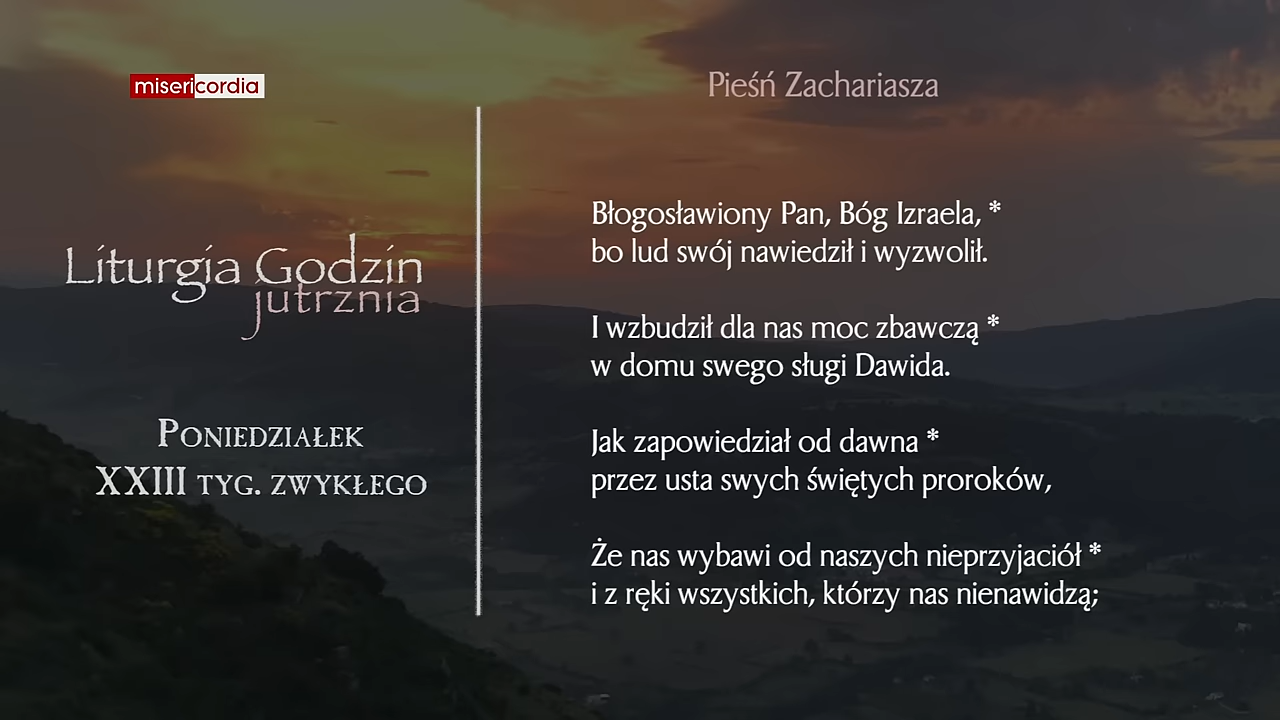 misericordia
Liturgia Godzin
jutrznia
Poniedziałek
XXIII tyg. zwykłego
Pieśń Zachariasza
Błogosławiony Pan, Bóg Izraela, *
bo lud swój nawiedził i wyzwolił.
I wzbudził dla nas moc zbawczą *
w domu swego sługi Dawida.
Jak zapowiedział od dawna *
przez usta swych świętych proroków,
Że nas wybawi od naszych nieprzyjaciół *
i z ręki wszystkich, którzy nas nienawidzą;